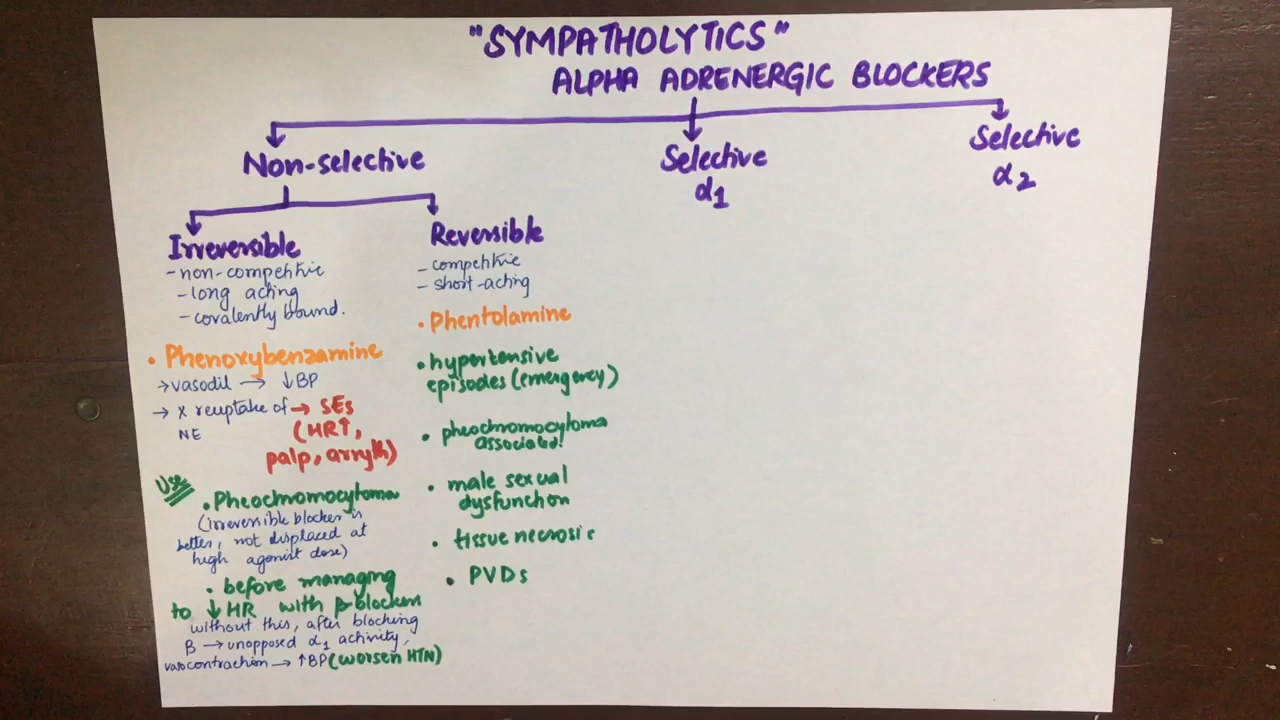 "SYMPATHOLYTICS"
ALPHA ADRENERGIC BLOCKERS
Non-selective
Irreversible
- non-competitive
- long acting
- covalently bound.
• Phenoxybenzamine
→ vasodil → ↓BP
→ X reuptake of → SEs
NE
(HR↑,
palp, arryth)
Use
• Pheochromocytoma
(irreversible blocker is
better, not displaced at
high agonist dose)
• before managing
to ↓HR with β-blockers
without this, after blocking
B → unopposed α1 activity,
vasocontraction → ↑BP (worsen HTN)
Reversible
- competitive
- short-acting
• Phentolamine
• hypertensive
episodes (emergency)
• pheochromocytoma
associated!
• male sexual
dysfunction
• tissue necrosis
• PVDs
Selective
α1
Selective
α2